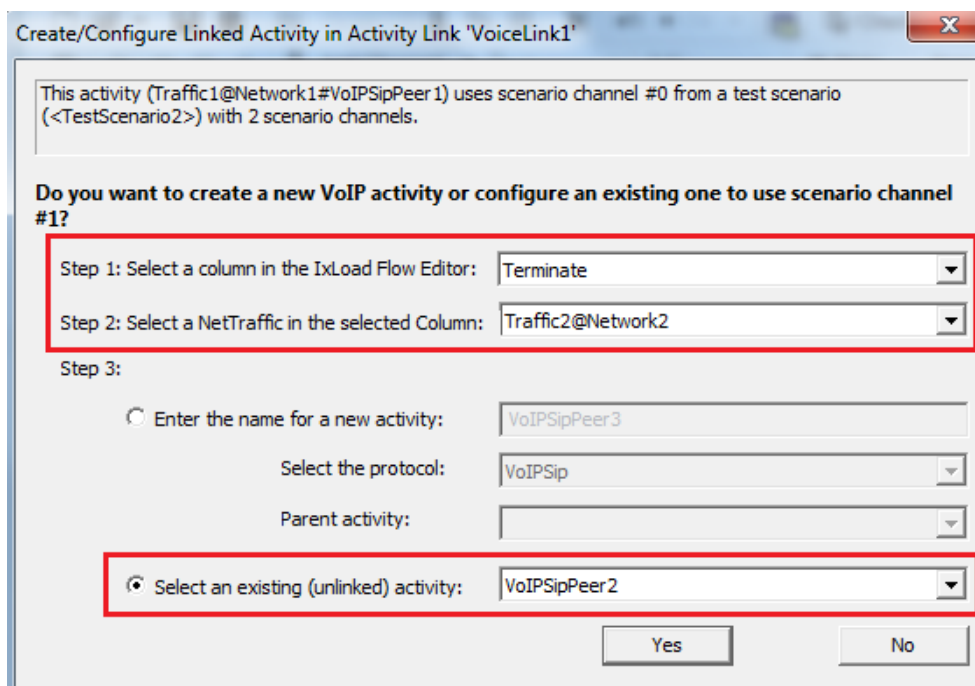 Create/Configure Linked Activity in Activity Link 'VoiceLink1'
This activity (Traffic1@Network1#VoIPSipPeer1) uses scenario channel #0 from a test scenario
(<TestScenario2>) with 2 scenario channels.
Do you want to create a new VoIP activity or configure an existing one to use scenario channel
#1?
Step 1: Select a column in the IxLoad Flow Editor: Terminate
Step 2: Select a NetTraffic in the selected Column: Traffic2@Network2
Step 3:
Enter the name for a new activity: VoIPSipPeer3
Select the protocol: VoIPSip
Parent activity:
Select an existing (unlinked) activity: VoIPSipPeer2
Yes No